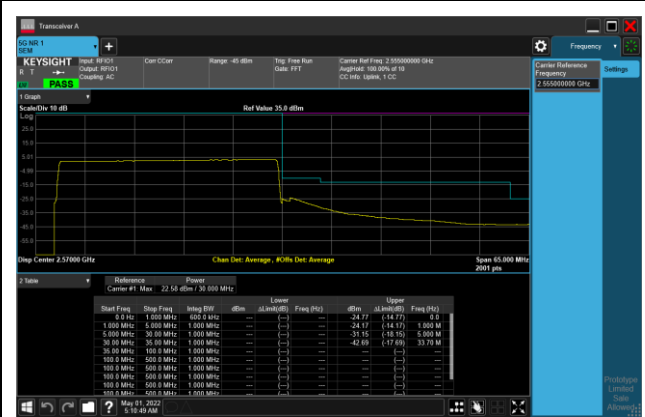 Transceiver A
5G NR 1
SEM
Frequency
KEYSIGHT
R T
PASS
Input: RFIO1
Output: RFIO1
Coupling: AC
Corr CCorr
Range: -45 dBm
Trig: Free Run
Gate: FFT
Carrier Ref Freq: 2.555000000 GHz
Avg|Hold: 100.00% of 10
CC Info: Uplink, 1 CC
Carrier Reference
Frequency
2.555000000 GHz
Settings
1 Graph
Scale/Div 10 dB
Ref Value 35.0 dBm
Log
25.0
15.0
5.01
-4.99
-15.0
-25.0
-35.0
-45.0
-55.0
Disp Center 2.57000 GHz
Chan Det: Average , #Offs Det: Average
Span 65.000 MHz
2001 pts
2 Table
Reference Power
Carrier #1 Max 22.58 dBm / 30.000 MHz
Lower Upper
Start Freq Stop Freq Integ BW dBm ΔLimit(dB) Freq (Hz) dBm ΔLimit(dB) Freq (Hz)
0.0 Hz 1.000 MHz 600.0 kHz --- (---) --- -24.77 (-14.77) 0.0
1.000 MHz 5.000 MHz 1.000 MHz --- (---) --- -24.17 (-14.17) 1.000 M
5.000 MHz 30.00 MHz 1.000 MHz --- (---) --- -31.15 (-18.15) 5.000 M
30.00 MHz 35.00 MHz 1.000 MHz --- (---) --- -42.69 (-17.69) 33.70 M
35.00 MHz 100.0 MHz 1.000 MHz --- (---) --- --- (---) ---
100.0 MHz 500.0 MHz 1.000 MHz --- (---) --- --- (---) ---
100.0 MHz 500.0 MHz 1.000 MHz --- (---) --- --- (---) ---
100.0 MHz 500.0 MHz 1.000 MHz --- (---) --- --- (---) ---
100.0 MHz 500.0 MHz 1.000 MHz --- (---) --- --- (---) ---
100.0 MHz 500.0 MHz 1.000 MHz --- (---) --- --- (---) ---
Prototype
Limited
Sale
Allowed
May 01, 2022
5:10:49 AM